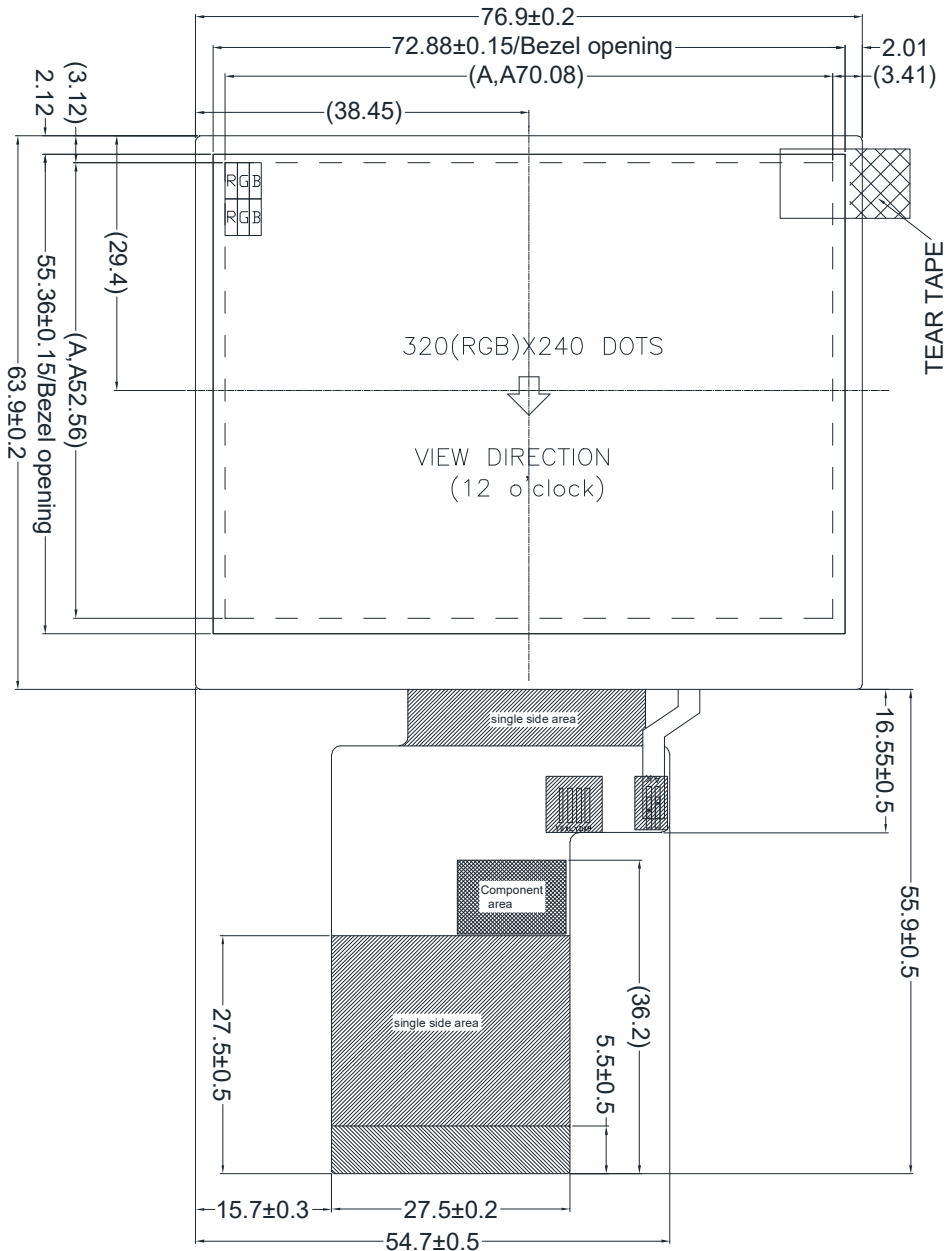 76.9±0.2
72.88±0.15/Bezel opening
2.01
(A,A70.08)
(3.41)
(38.45)
(3.12)
2.12
RGB
RGB
(29.4)
55.36±0.15/Bezel opening
(A,A52.56)
63.9±0.2
TEAR TAPE
320(RGB)X240 DOTS
VIEW DIRECTION
(12 o'clock)
single side area
16.55±0.5
55.9±0.5
Component
area
single side area
(36.2)
5.5±0.5
27.5±0.5
15.7±0.3
27.5±0.2
54.7±0.5